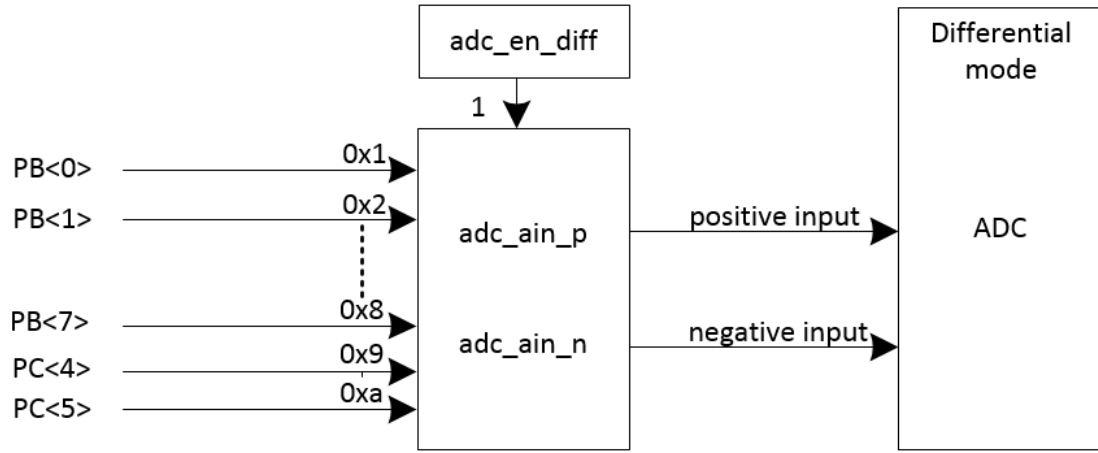 adc_en_diff
1
Differential
mode
PB<0>
0x1
PB<1>
0x2
adc_ain_p
positive input
ADC
PB<7>
0x8
adc_ain_n
negative input
PC<4>
0x9
PC<5>
0xa